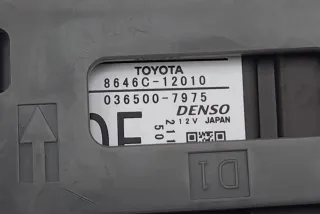 TOYOTA
8646C-12010
036500-7975
DENSO
12V JAPAN
D1